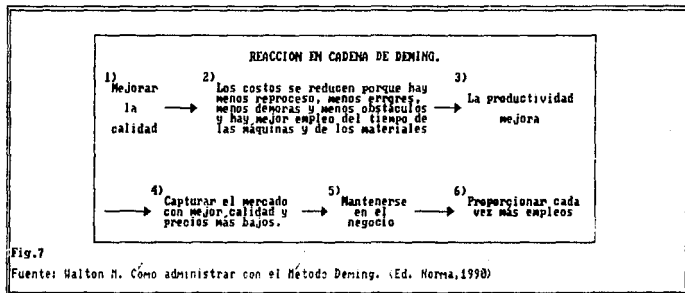 REACCION EN CADENA DE DEMING.
1)
Mejorar
la
calidad
2)
Los costos se reducen porque hay
menos reproceso, menos errores,
menos demoras y menos obstáculos
y hay mejor empleo del tiempo de
las máquinas y de los materiales
3)
La productividad
mejora
4)
Capturar el mercado
con mejor calidad y
precios más bajos.
5)
Mantenerse
en el
negocio
6)
Proporcionar cada
vez más empleos
Fig.7
Fuente: Walton M. Cómo administrar con el Método Deming. (Ed. Norma,1990)